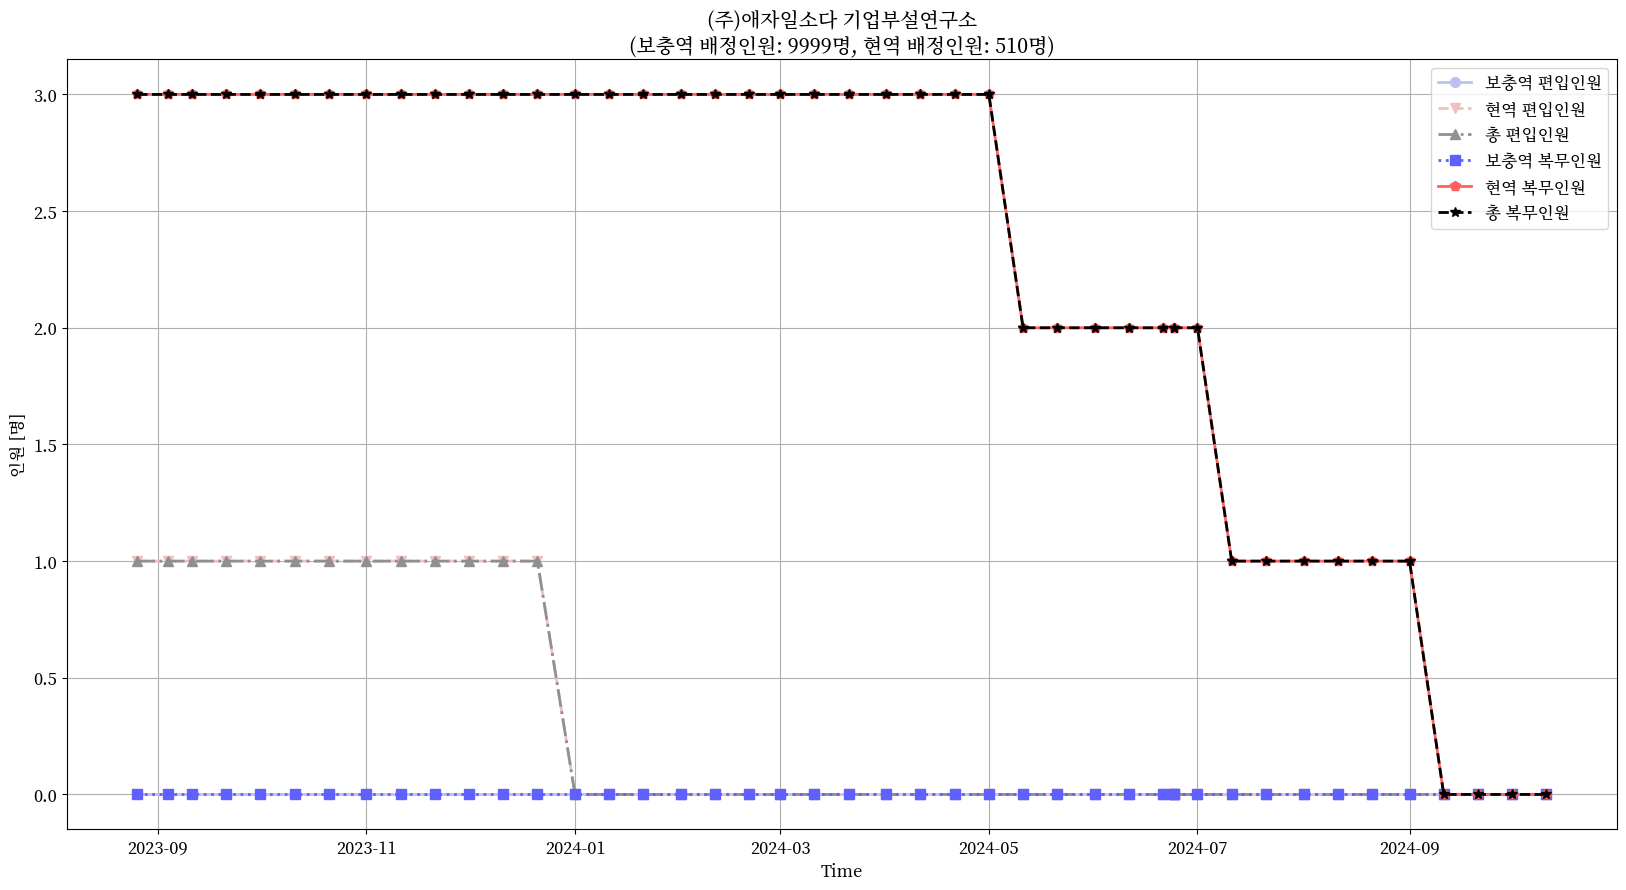 (주)애자일소다 기업부설연구소
(보충역 배정인원: 9999명, 현역 배정인원: 510명)
보충역 편입인원
현역 편입인원
총 편입인원
보충역 복무인원
현역 복무인원
총 복무인원
인원 [명]
3.0
2.5
2.0
1.5
1.0
0.5
0.0
2023-09
2023-11
2024-01
2024-03
2024-05
2024-07
2024-09
Time